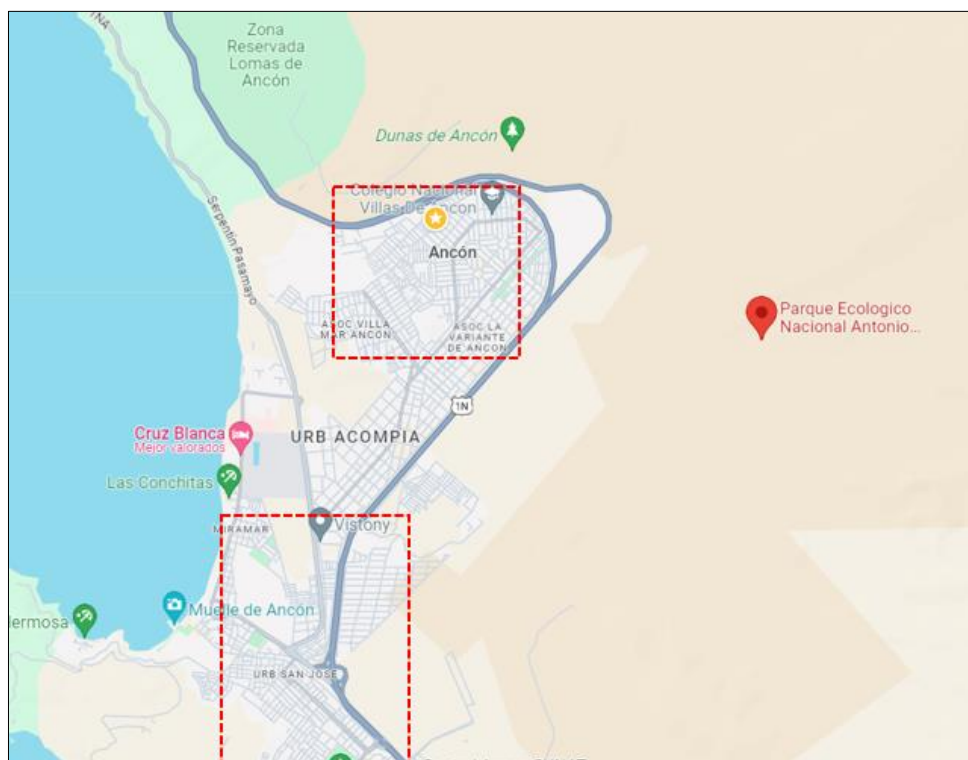 Zona
Reservada
Lomas de
Ancón
Dunas de Ancón
Colegio Nacional
Villas De Ancon
Serpentín Pasamayo
Ancón
Parque Ecologico
Nacional Antonio...
ASOC VILLA
MAR ANCON
ASOC LA
VARIANTE
DE ANCON
1N
Cruz Blanca
Mejor valorados
URB ACOMPIA
Las Conchitas
MIRAMAR
Vistony
Muelle de Ancón
URB SAN JOSE